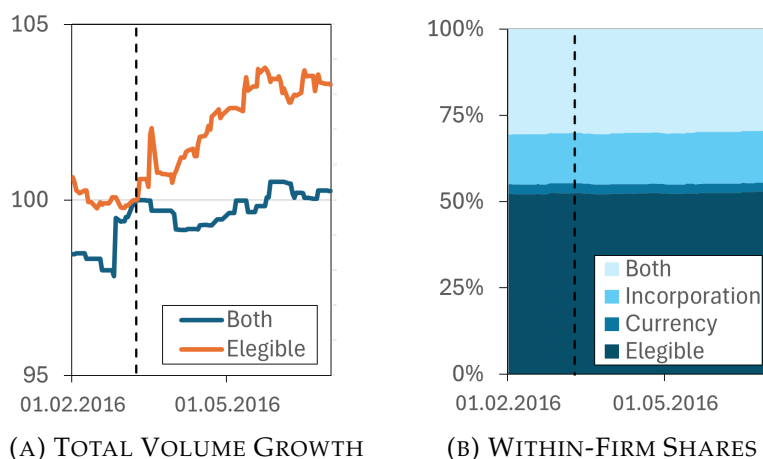 105
100
95
Both
Elegible
01.02.2016 01.05.2016
(A) TOTAL VOLUME GROWTH
100%
75%
50%
25%
0%
Both
Incorporation
Currency
Elegible
01.02.2016 01.05.2016
(B) WITHIN-FIRM SHARES